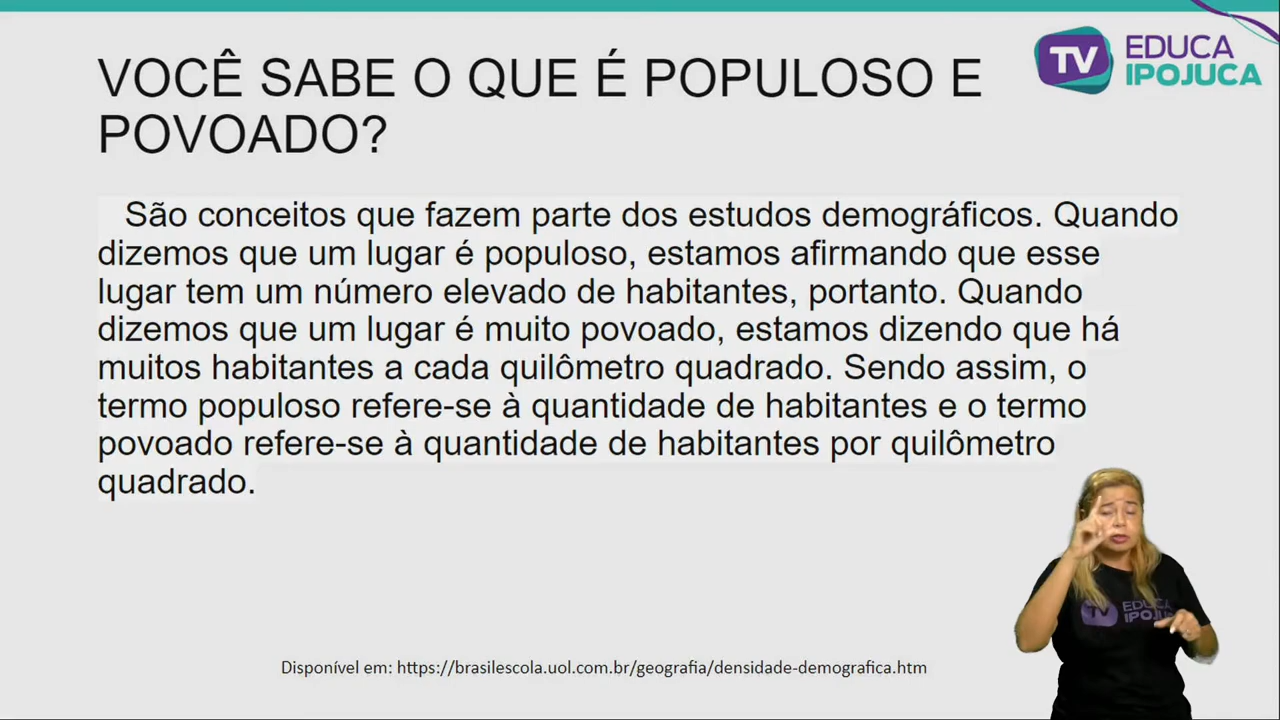 VOCÊ SABE O QUE É POPULOSO E
POVOADO?
TV EDUCA
IPOJUCA
São conceitos que fazem parte dos estudos demográficos. Quando
dizemos que um lugar é populoso, estamos afirmando que esse
lugar tem um número elevado de habitantes, portanto. Quando
dizemos que um lugar é muito povoado, estamos dizendo que há
muitos habitantes a cada quilômetro quadrado. Sendo assim, o
termo populoso refere-se à quantidade de habitantes e o termo
povoado refere-se à quantidade de habitantes por quilômetro
quadrado.
TV EDUCA
IPOJUCA
Disponível em: https://brasilescola.uol.com.br/geografia/densidade-demografica.htm